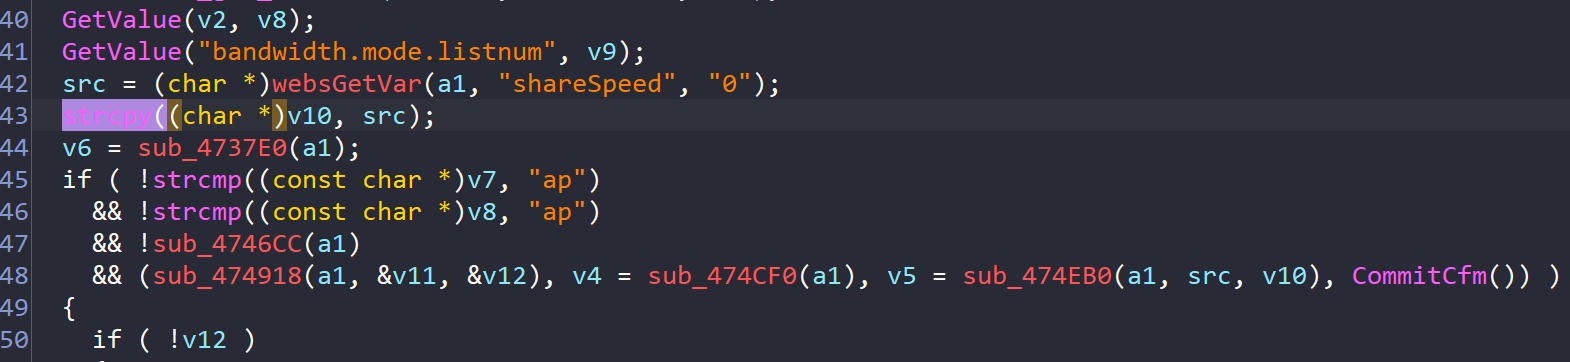 40 GetValue(v2, v8);
41 GetValue("bandwidth.mode.listnum", v9);
42 src = (char *)websGetVar(a1, "shareSpeed", "0");
43 strcpy((char *)v10, src);
44 v6 = sub_4737E0(a1);
45 if ( !strcmp((const char *)v7, "ap")
46 && !strcmp((const char *)v8, "ap")
47 && !sub_4746CC(a1)
48 && (sub_474918(a1, &v11, &v12), v4 = sub_474CF0(a1), v5 = sub_474EB0(a1, src, v10), CommitCfm()) )
49 {
50 if ( !v12 )